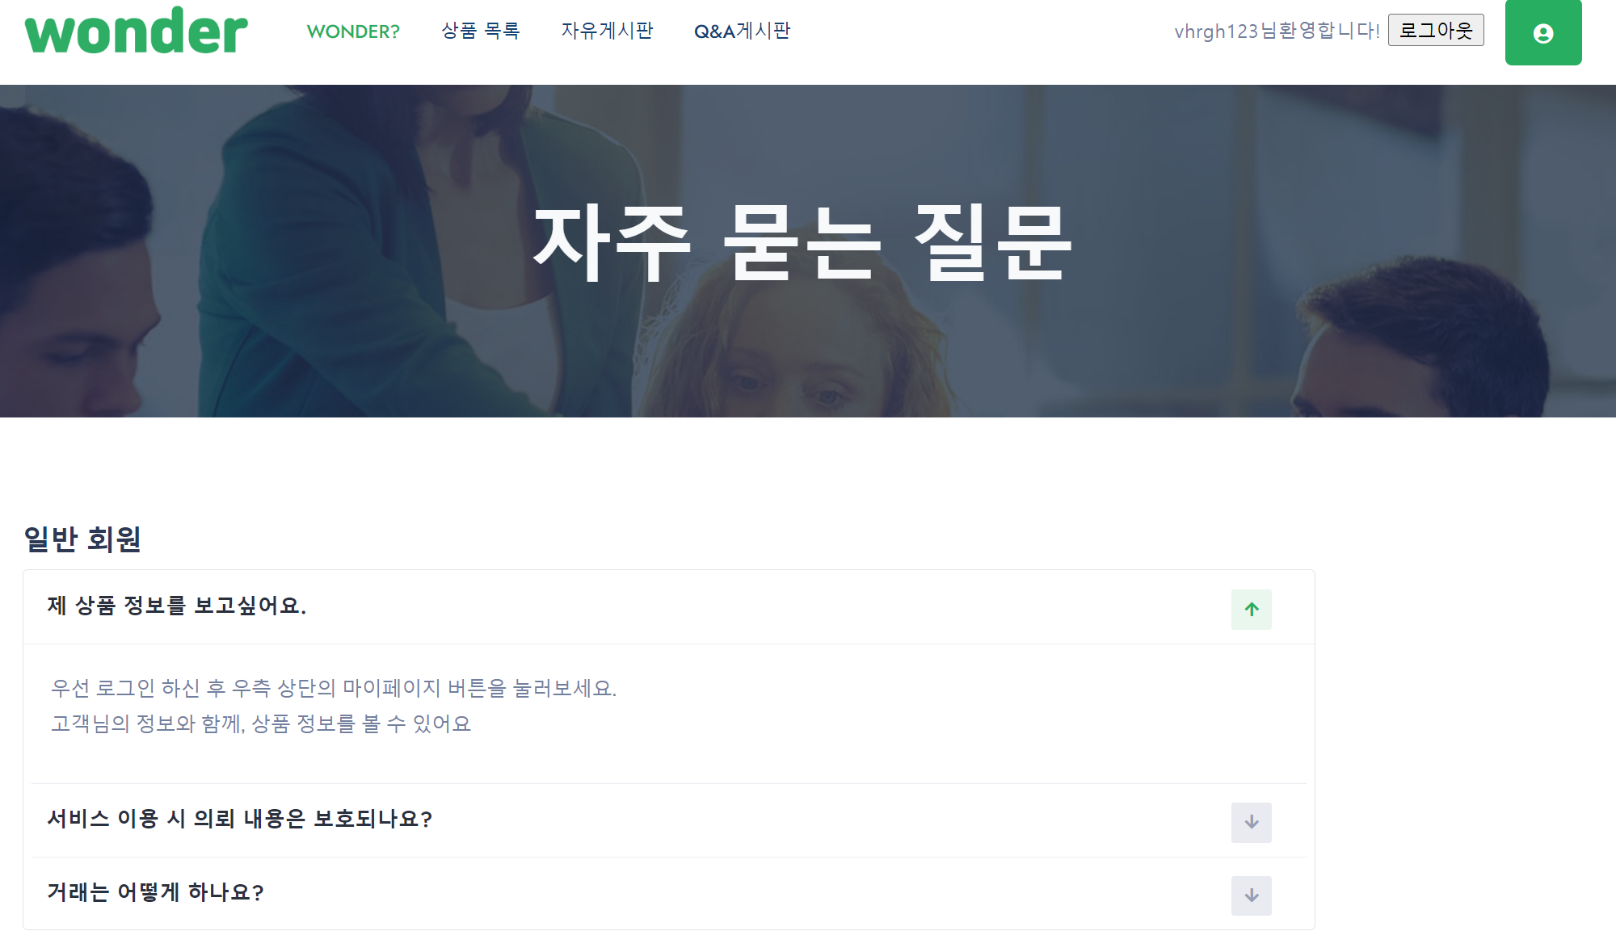 wonder
WONDER? 상품 목록 자유게시판 Q&A게시판 vhrgh123님환영합니다! 로그아웃
자주 묻는 질문
일반 회원
제 상품 정보를 보고싶어요.
우선 로그인 하신 후 우측 상단의 마이페이지 버튼을 눌러보세요.
고객님의 정보와 함께, 상품 정보를 볼 수 있어요
서비스 이용 시 의뢰 내용은 보호되나요?
거래는 어떻게 하나요?